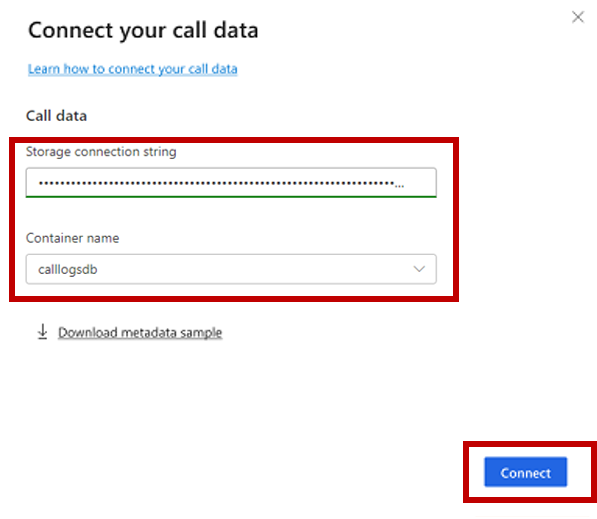 Connect your call data
Learn how to connect your call data
Call data
Storage connection string
••••••••••••••••••••••••••••••••••••••••••••••••••••••••••••••••••...
Container name
calllogsdb
Download metadata sample
Connect